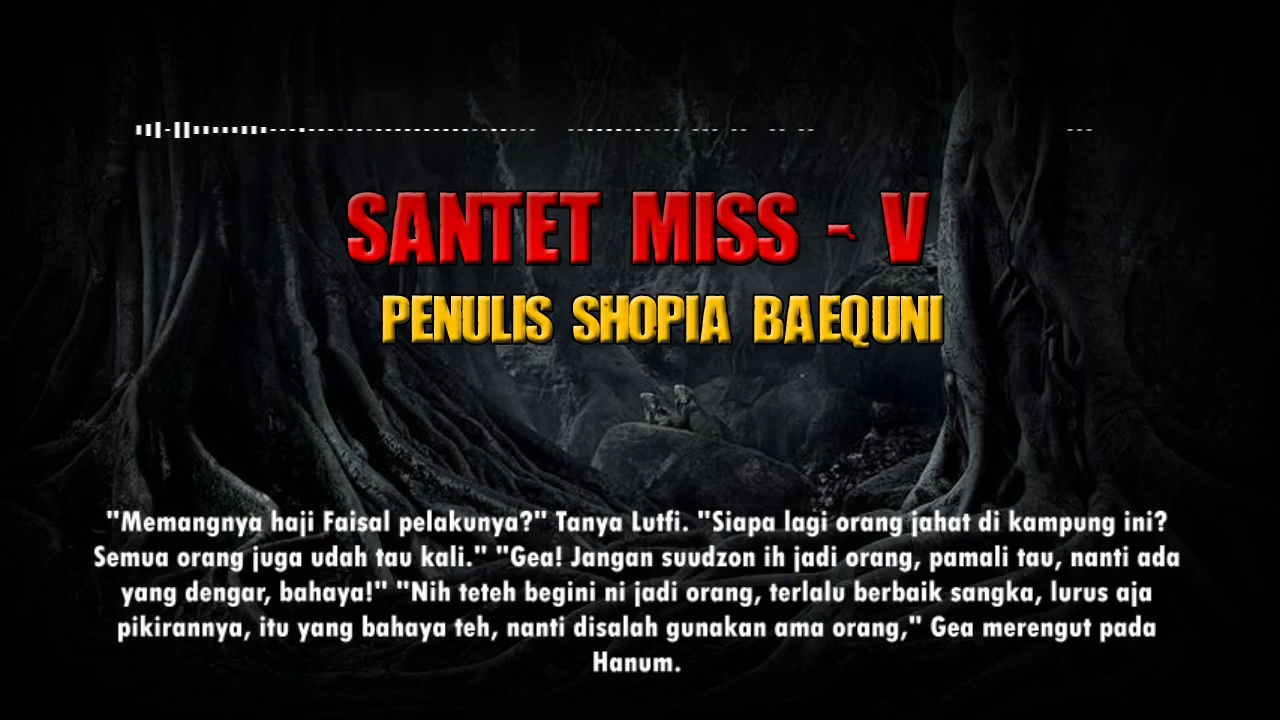 SANTET MISS - V
PENULIS SHOPIA BAEQUNI
"Memangnya haji Faisal pelakunya?" Tanya Lutfi. "Siapa lagi orang jahat di kampung ini?
Semua orang juga udah tau kali." "Gea! Jangan suudzon ih jadi orang, pamali tau, nanti ada
yang dengar, bahaya!" "Nih teteh begini ni jadi orang, terlalu berbaik sangka, lurus aja
pikirannya, itu yang bahaya teh, nanti disalah gunakan ama orang," Gea merengut pada
Hanum.